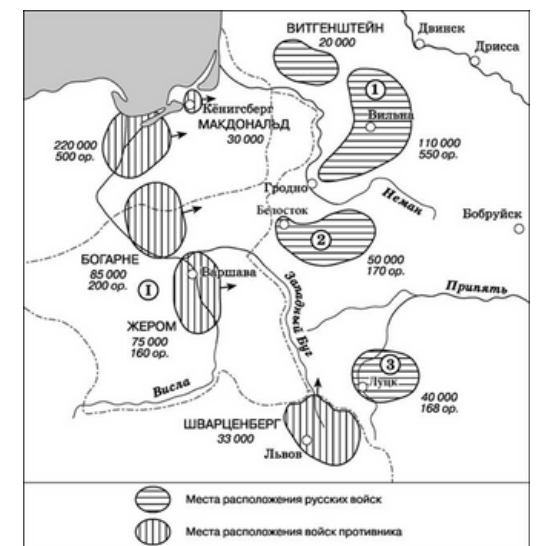 ВИТГЕНШТЕЙН
20 000
Двинск
Дрисса
1
Вильна
Кёнигсберг
МАКДОНАЛЬД
30 000
220 000
500 ор.
110 000
550 ор.
Гродно
Неман
Белосток
Бобруйск
2
50 000
170 ор.
БОГАРНЕ
85 000
200 ор.
I
Варшава
Западный Буг
Припять
ЖЕРОМ
75 000
160 ор.
3
Луцк
Висла
40 000
168 ор.
ШВАРЦЕНБЕРГ
33 000
Львов
Места расположения русских войск
Места расположения войск противника